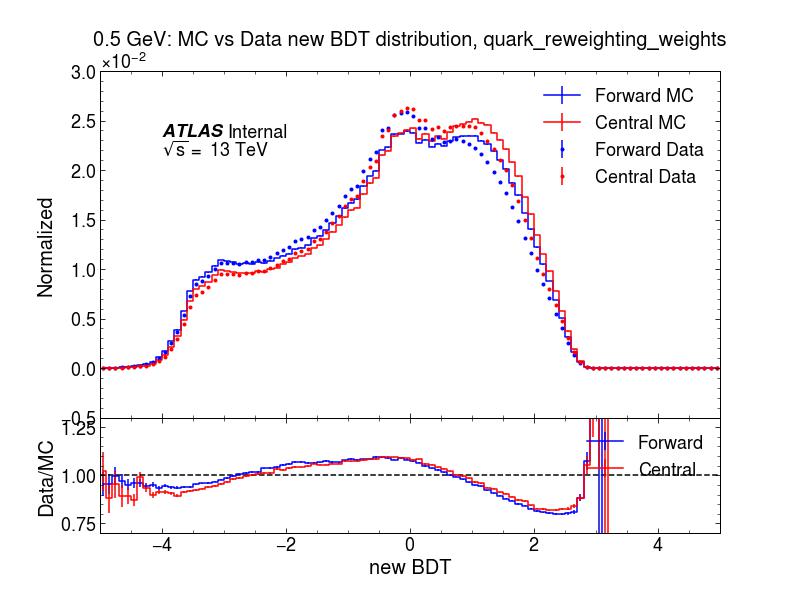 0.5 GeV: MC vs Data new BDT distribution, quark_reweighting_weights
×10⁻²
3.0
2.5
2.0
1.5
1.0
0.5
0.0
0.5
Normalized
ATLAS Internal
√s = 13 TeV
Forward MC
Central MC
Forward Data
Central Data
1.25
1.00
0.75
Data/MC
Forward
Central
−4 −2 0 2 4
new BDT